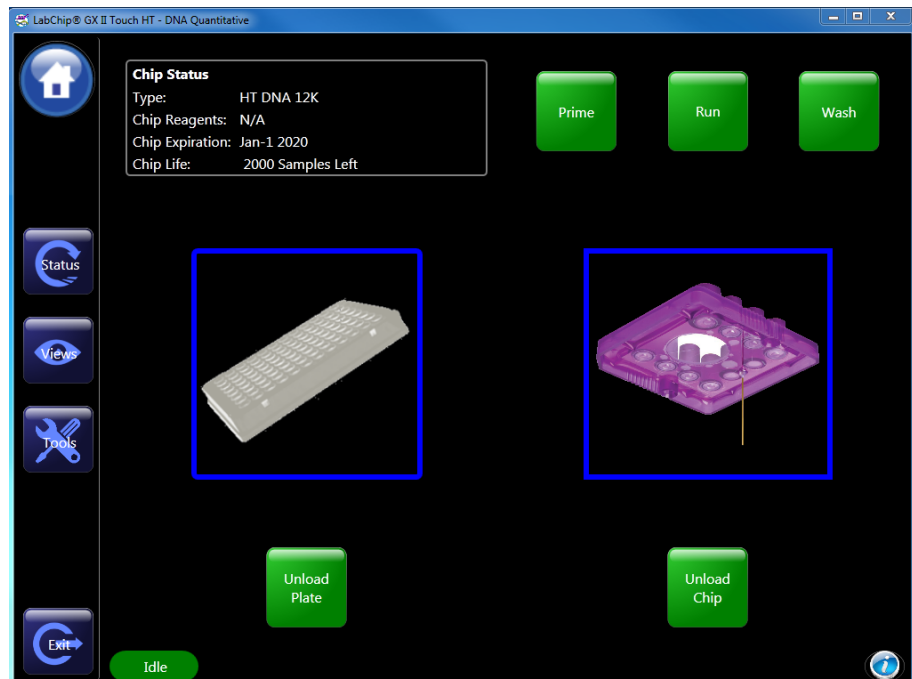 LabChip® GX II Touch HT - DNA Quantitative
Chip Status
Type: HT DNA 12K
Chip Reagents: N/A
Chip Expiration: Jan-1 2020
Chip Life: 2000 Samples Left
Prime
Run
Wash
Status
Views
Tools
Unload
Plate
Unload
Chip
Exit
Idle